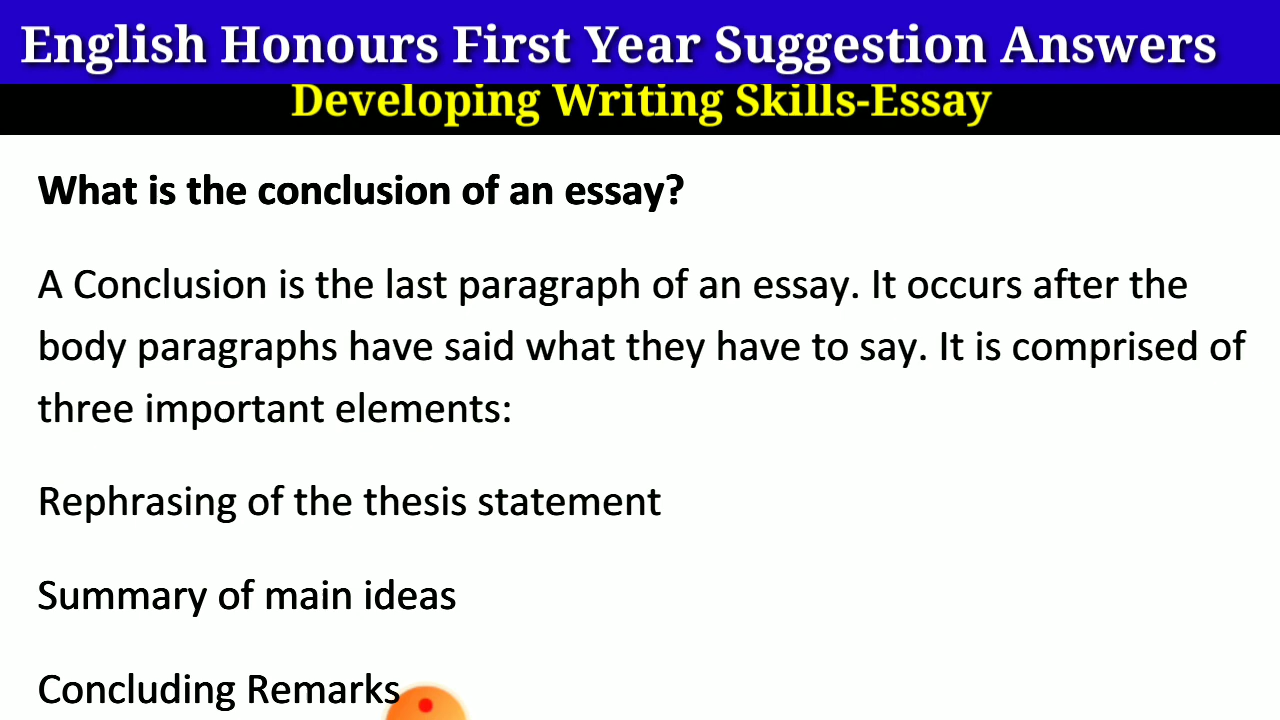 English Honours First Year Suggestion Answers
Developing Writing Skills-Essay
What is the conclusion of an essay?
A Conclusion is the last paragraph of an essay. It occurs after the
body paragraphs have said what they have to say. It is comprised of
three important elements:
Rephrasing of the thesis statement
Summary of main ideas
Concluding Remarks